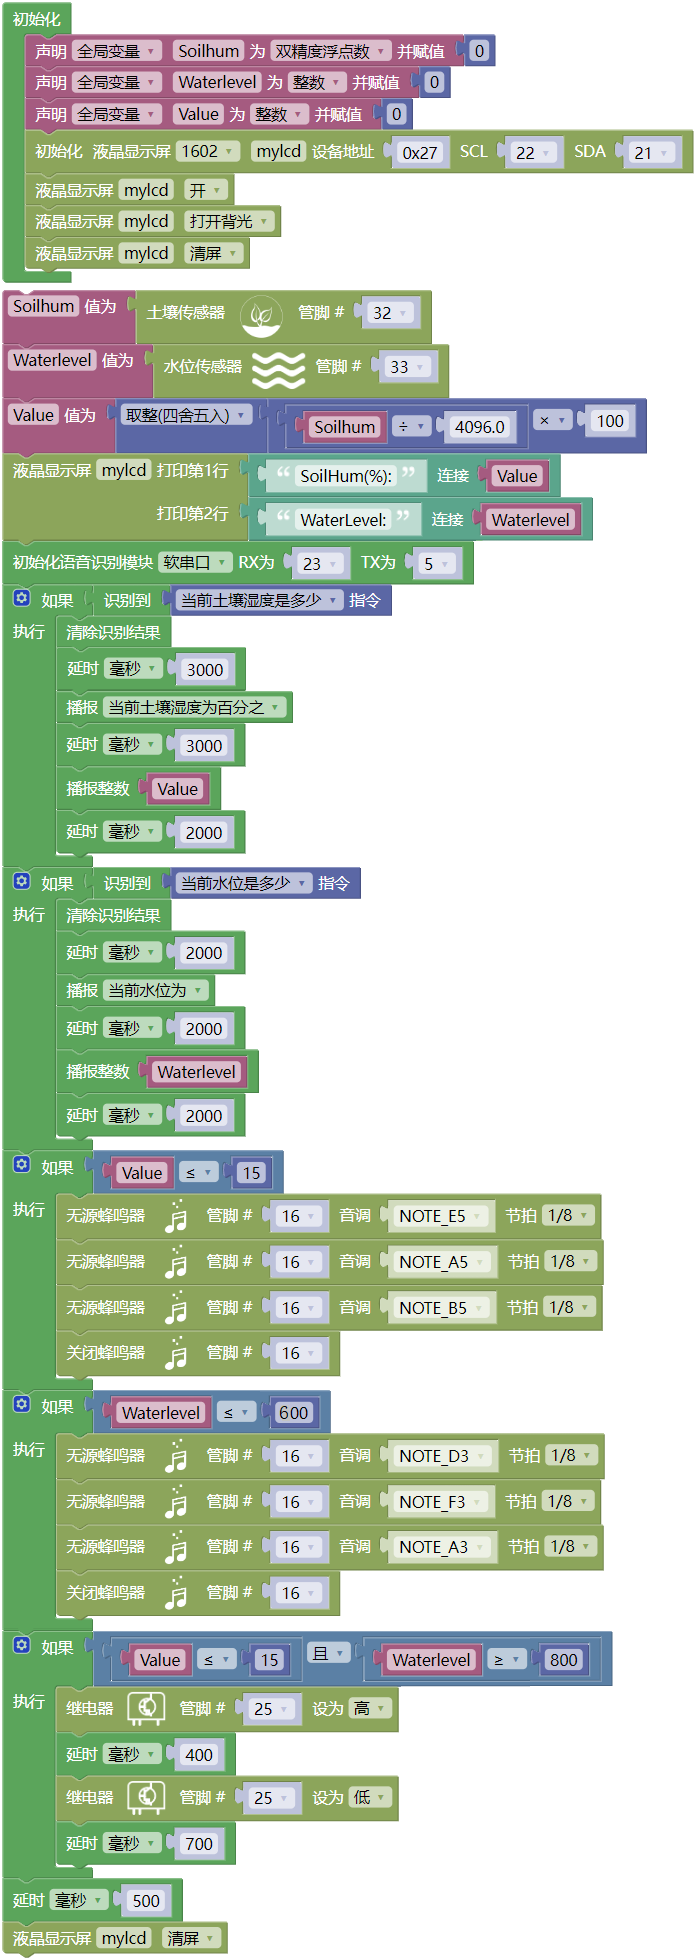 初始化
声明 全局变量 Soilhum 为 双精度浮点数 并赋值 0
声明 全局变量 Waterlevel 为 整数 并赋值 0
声明 全局变量 Value 为 整数 并赋值 0
初始化 液晶显示屏 1602 mylcd 设备地址 0x27 SCL 22 SDA 21
液晶显示屏 mylcd 开
液晶显示屏 mylcd 打开背光
液晶显示屏 mylcd 清屏
Soilhum 值为 土壤传感器 管脚 # 32
Waterlevel 值为 水位传感器 管脚 # 33
Value 值为 取整(四舍五入) Soilhum ÷ 4096.0 × 100
液晶显示屏 mylcd 打印第1行 “ SoilHum(%): ” 连接 Value
打印第2行 “ WaterLevel: ” 连接 Waterlevel
初始化语音识别模块 软串口 RX为 23 TX为 5
如果 识别到 当前土壤湿度是多少 指令
执行 清除识别结果
延时 毫秒 3000
播报 当前土壤湿度为百分之
延时 毫秒 3000
播报整数 Value
延时 毫秒 2000
如果 识别到 当前水位是多少 指令
执行 清除识别结果
延时 毫秒 2000
播报 当前水位为
延时 毫秒 2000
播报整数 Waterlevel
延时 毫秒 2000
如果 Value ≤ 15
执行 无源蜂鸣器 管脚 # 16 音调 NOTE_E5 节拍 1/8
无源蜂鸣器 管脚 # 16 音调 NOTE_A5 节拍 1/8
无源蜂鸣器 管脚 # 16 音调 NOTE_B5 节拍 1/8
关闭蜂鸣器 管脚 # 16
如果 Waterlevel ≤ 600
执行 无源蜂鸣器 管脚 # 16 音调 NOTE_D3 节拍 1/8
无源蜂鸣器 管脚 # 16 音调 NOTE_F3 节拍 1/8
无源蜂鸣器 管脚 # 16 音调 NOTE_A3 节拍 1/8
关闭蜂鸣器 管脚 # 16
如果 Value ≤ 15 且 Waterlevel ≥ 800
执行 继电器 管脚 # 25 设为 高
延时 毫秒 400
继电器 管脚 # 25 设为 低
延时 毫秒 700
延时 毫秒 500
液晶显示屏 mylcd 清屏